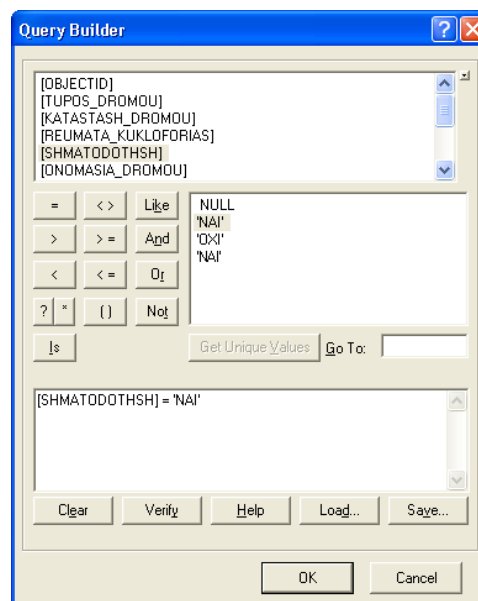 Query Builder
[OBJECTID]
[TUPOS_DROMOU]
[KATASTASH_DROMOU]
[REUMATA_KUKLOFORIAS]
[SHMATODOTHSH]
[ONOMASIA_DROMOU]
= <> Like
> >= And
< <= Or
? * () Not
Is
NULL
'NAI'
'OXI'
'NAI'
Get Unique Values Go To:
[SHMATODOTHSH] = 'NAI'
Clear Verify Help Load... Save...
OK Cancel